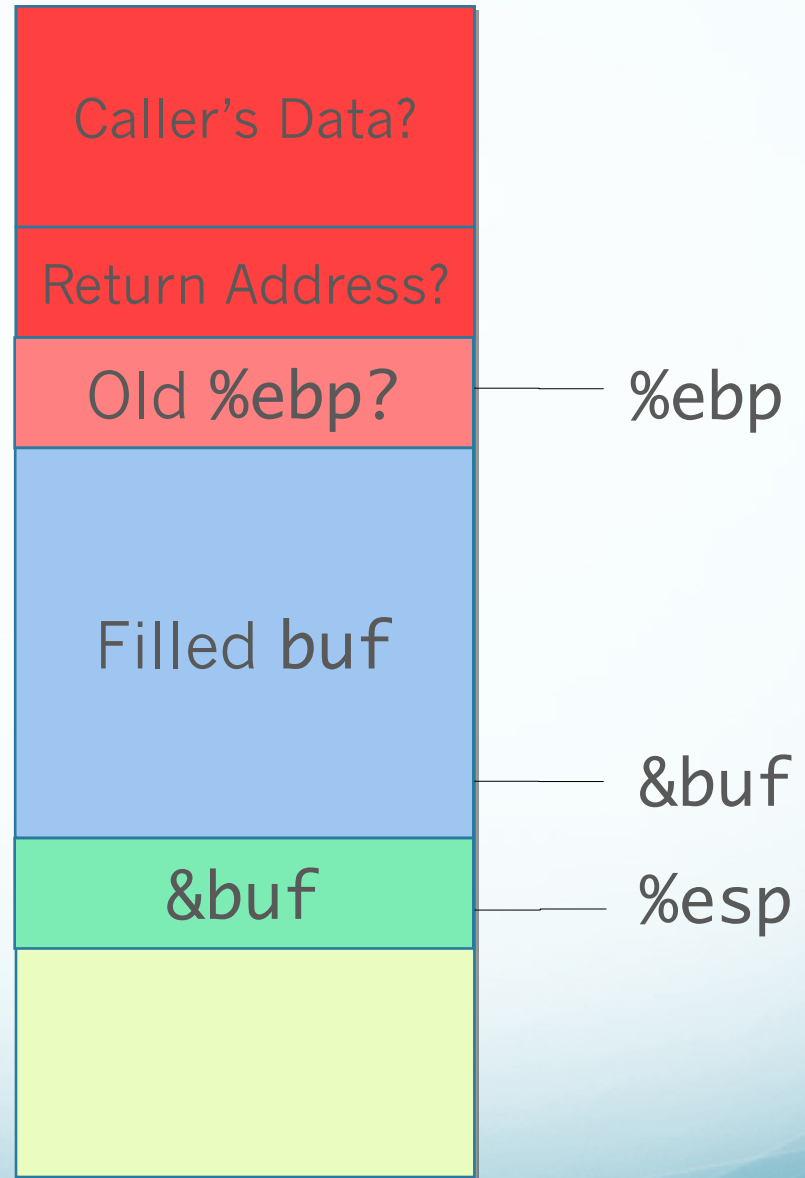 Caller’s Data?
Return Address?
Old %ebp?
%ebp
Filled buf
&buf
&buf
%esp